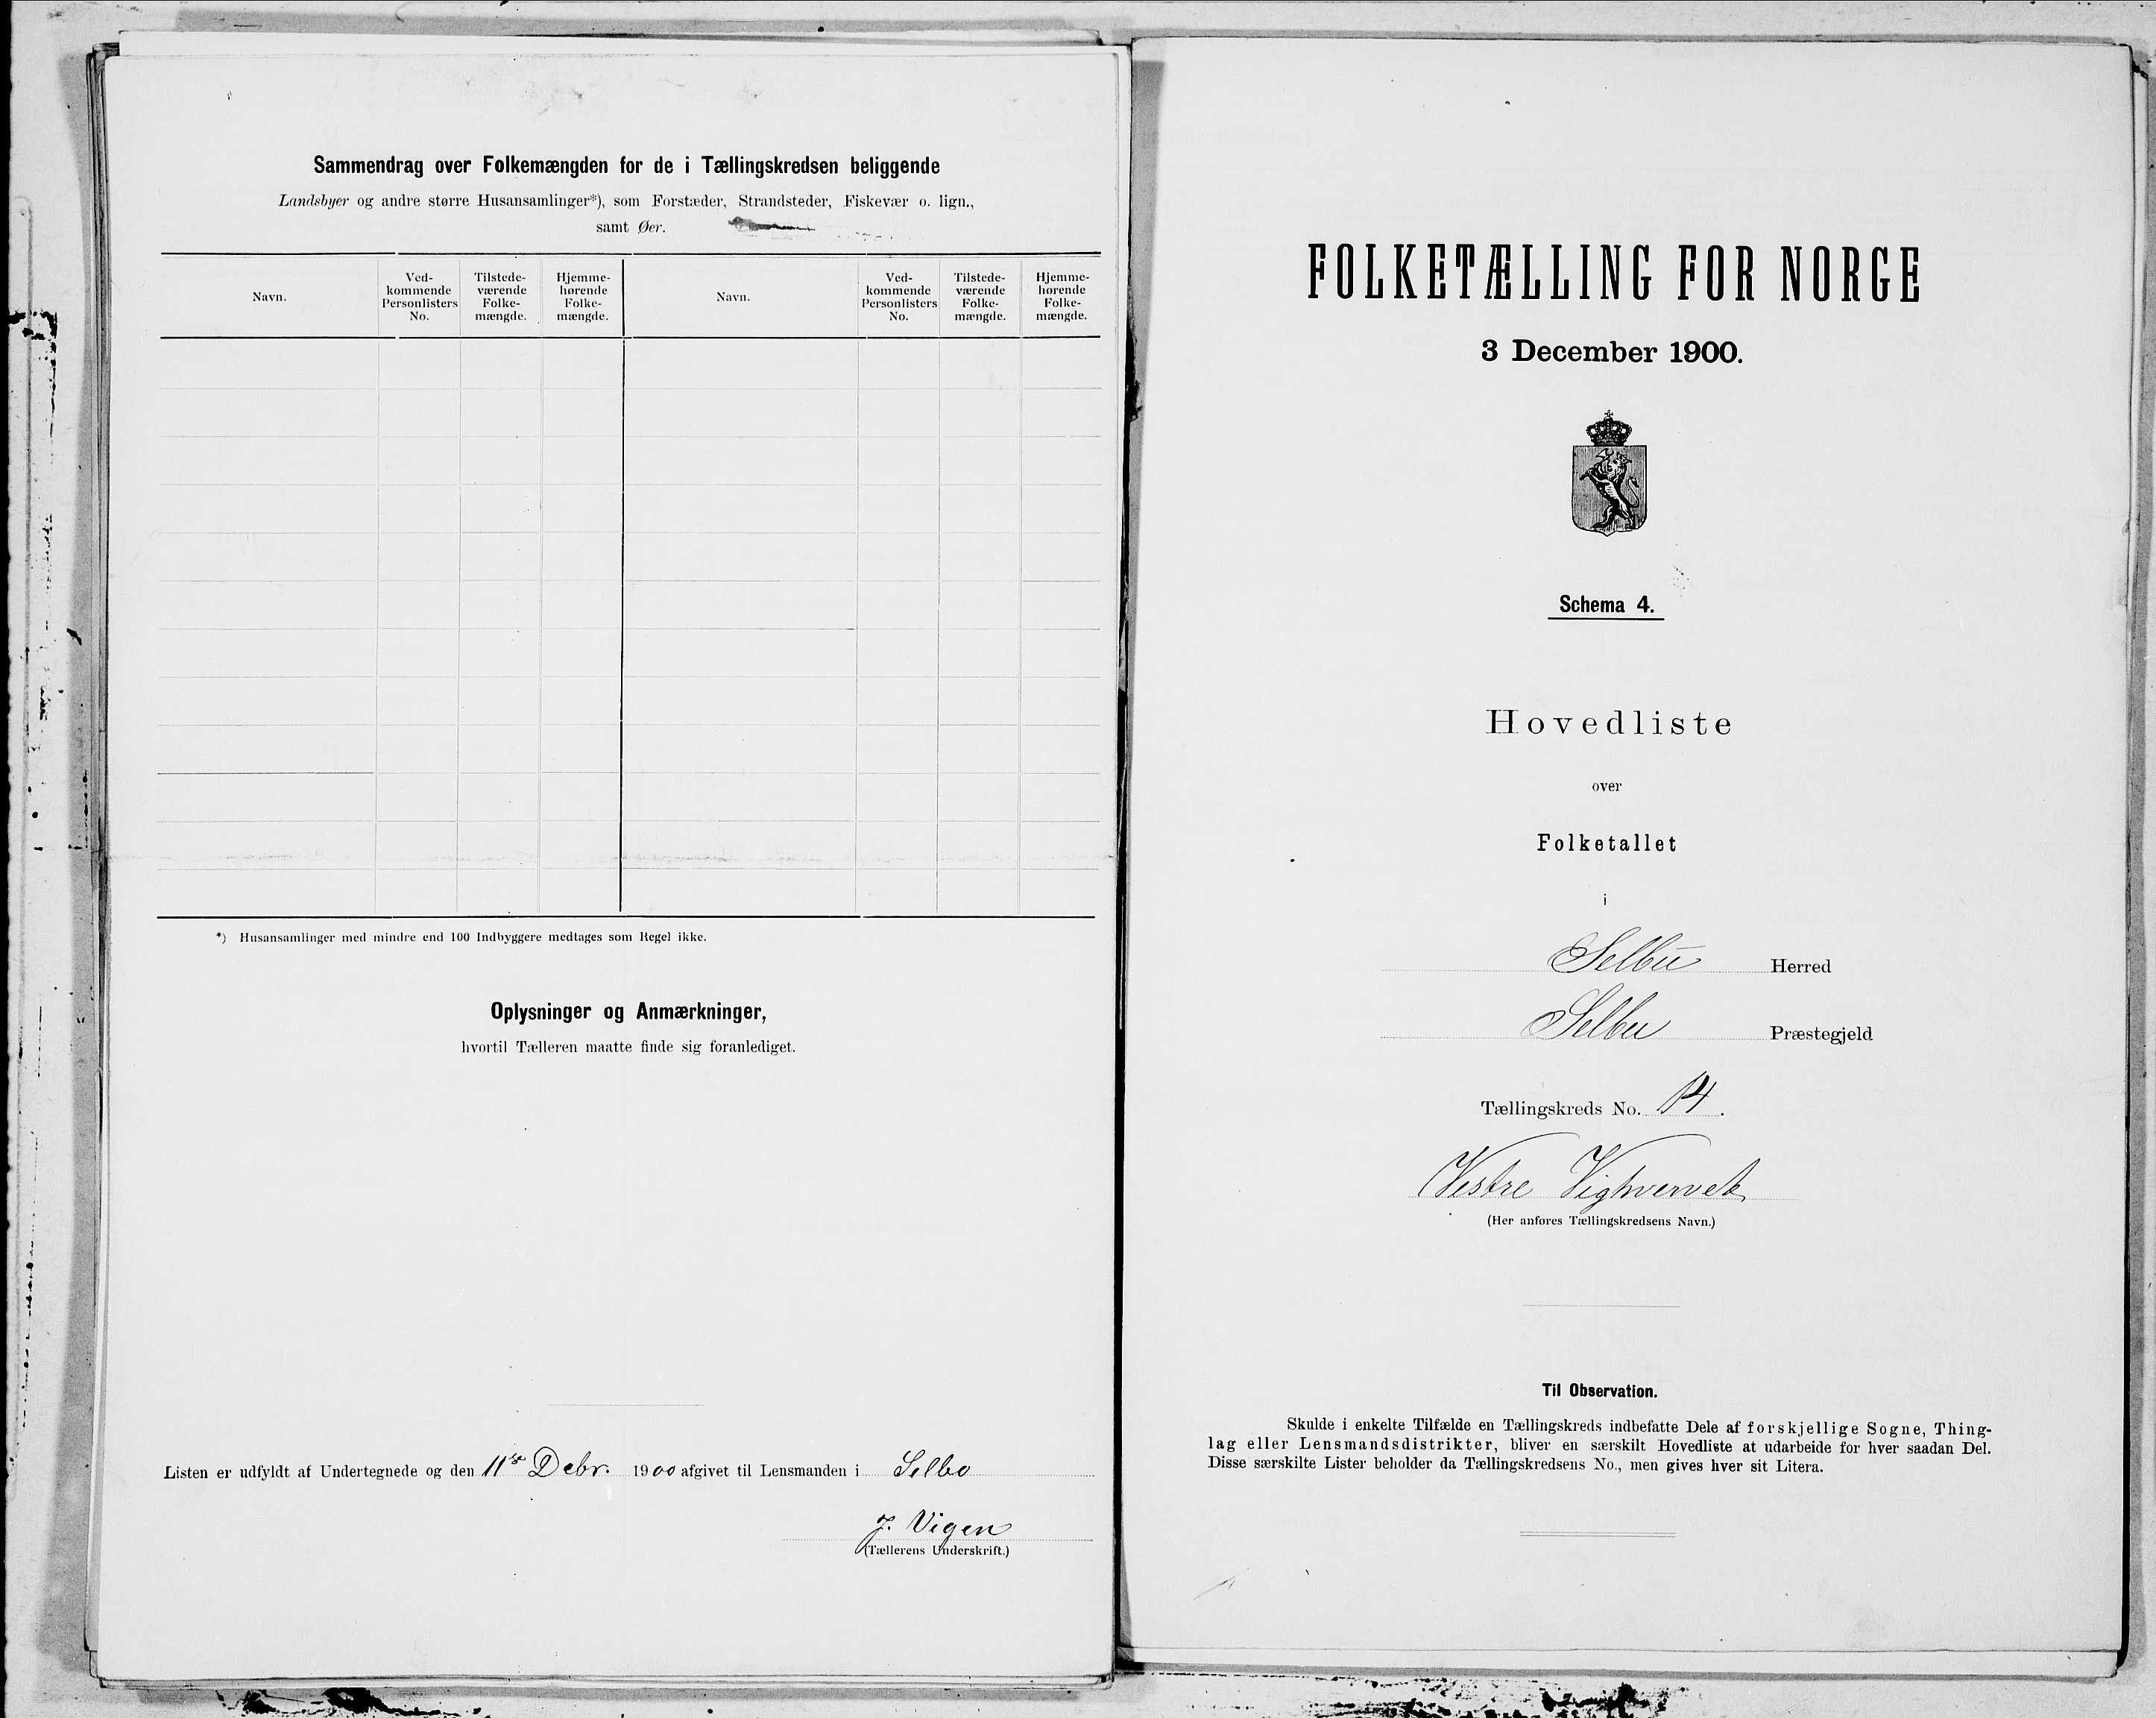 Sammendrag over Folkemængden for de i Tællingskredsen beliggende
Landsbyer og andre større Husansamlinger*), som Forstæder, Strandsteder, Fiskevær o. lign.,
samt Øer.
Navn.
Ved-
kommende
Personlisters
No.
Tilstede-
værende
Folke-
mængde.
Hjemme-
hørende
Folke-
mængde.
Navn.
Ved-
kommende
Personlisters
No.
Tilstede-
værende
Folke-
mængde.
Hjemme-
hørende
Folke-
mængde.
*) Husansamlinger med mindre end 100 Indbyggere medtages som Regel ikke.
Oplysninger og Anmærkninger,
hvortil Tælleren maatte finde sig foranlediget.
Listen er udfyldt af Undertegnede og den 11te Debr. 1900 afgivet til Lensmanden i Selbo
J. Vigen
(Tællerens Underskrift.)
FOLKETÆLLING FOR NORGE
3 December 1900.
Schema 4.
Hovedliste
over
Folketallet
i
Selbu Herred
Selbu Præstegjeld
Tællingskreds No. 14.
Vestre
(Her anføres Tællingskredsens Navn.)
Til Observation.
Skulde i enkelte Tilfælde en Tællingskreds indbefatte Dele af forskjellige Sogne, Thing-
lag eller Lensmandsdistrikter, bliver en særskilt Hovedliste at udarbeide for hver saadan Del.
Disse særskilte Lister beholder da Tællingskredsens No., men gives hver sit Litera.